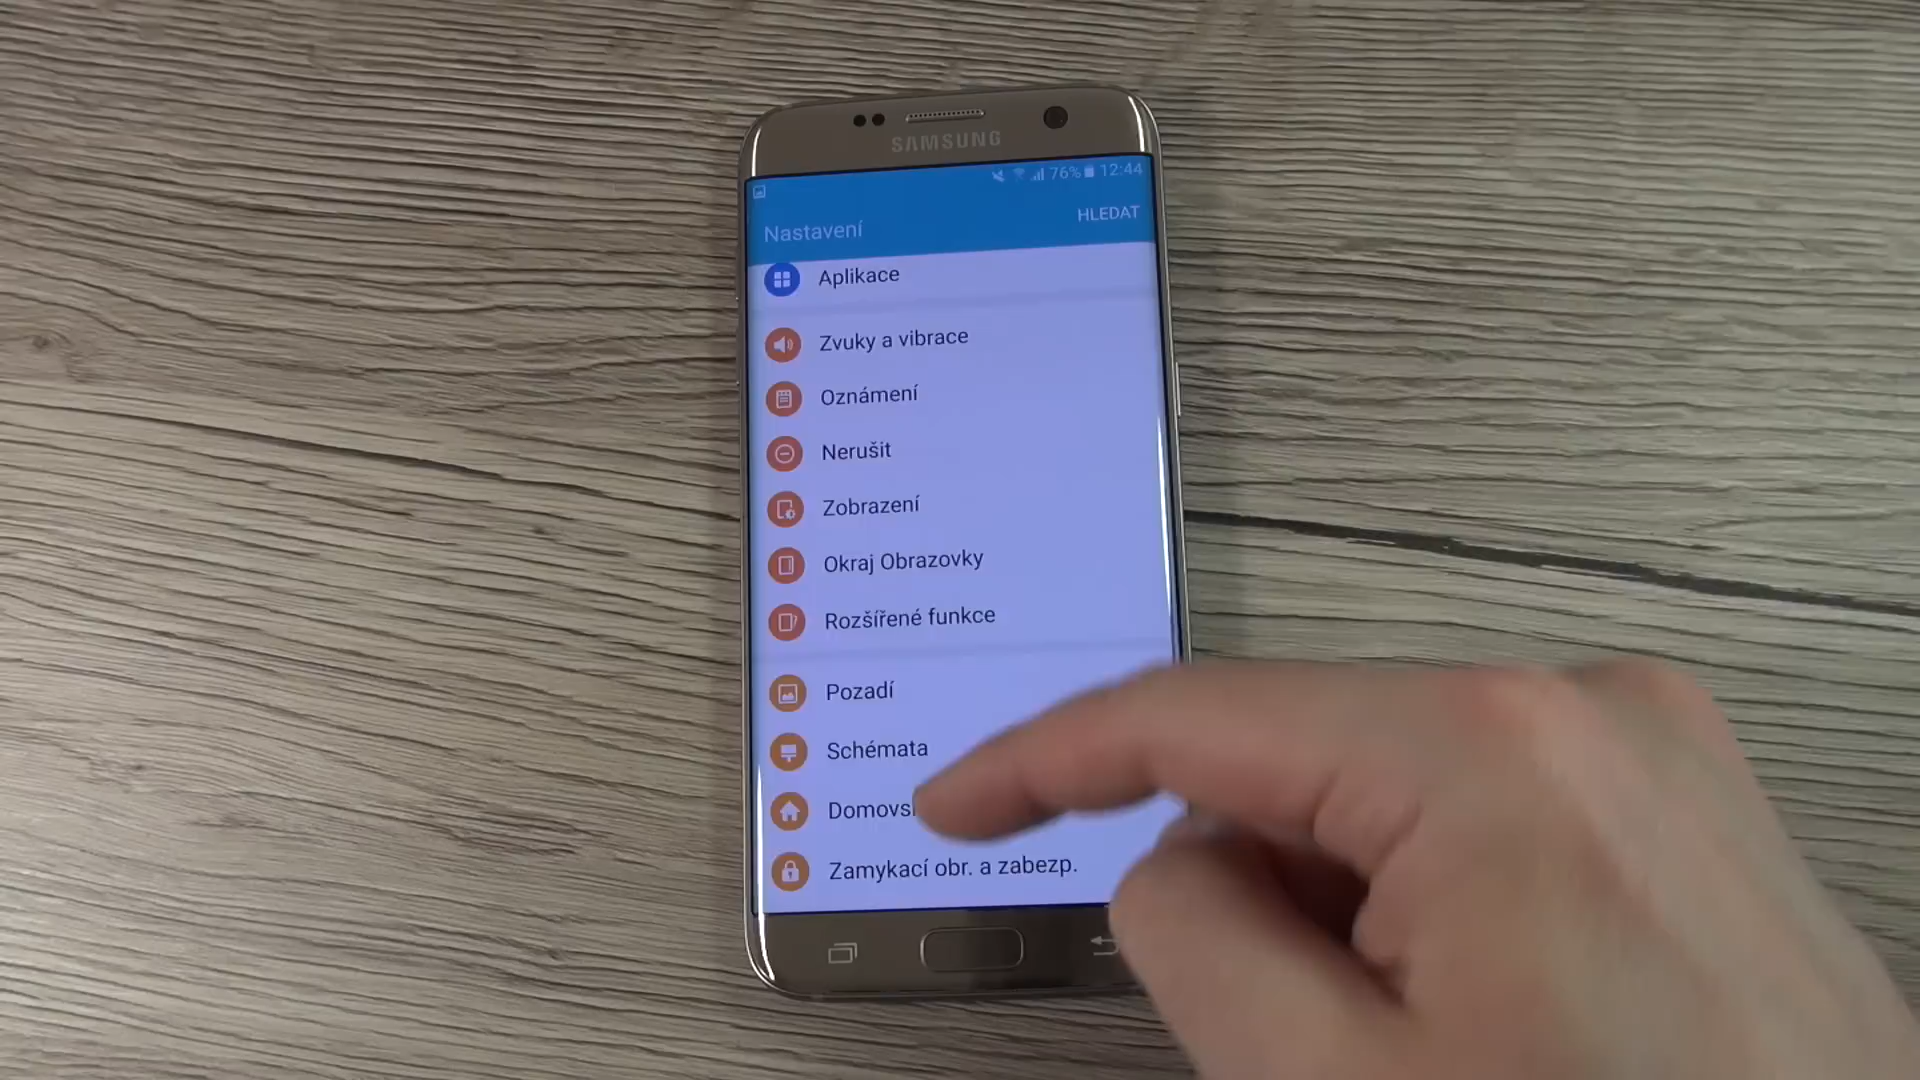 SAMSUNG
76% 12:44
Nastavení
HLEDAT
Aplikace
Zvuky a vibrace
Oznámení
Nerušit
Zobrazení
Okraj Obrazovky
Rozšířené funkce
Pozadí
Schémata
Zamykací obr. a zabezp.